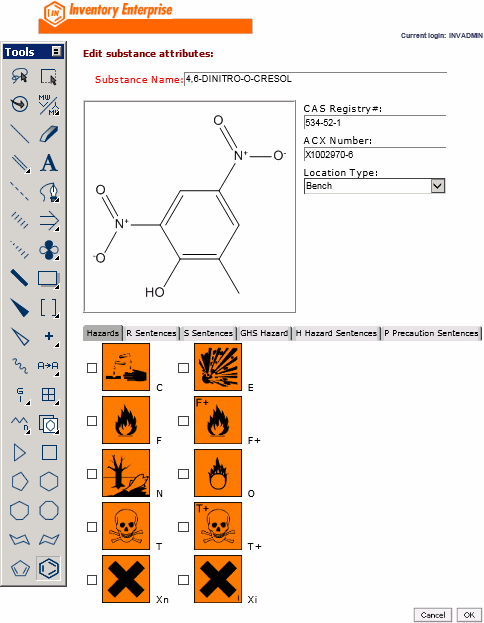 Inventory Enterprise
Current login: INVADMIN
Tools
Edit substance attributes:
Substance Name: 4,6-DINITRO-O-CRESOL
CAS Registry#:
534-52-1
ACX Number:
X1002970-6
Location Type:
Bench
O
N+
O-
O
N+
-O
HO
MW
A
A→A
G
n
Hazards R Sentences S Sentences GHS Hazard H Hazard Sentences P Precaution Sentences
C E
F+
F F+
N O
T+
T T+
Xn Xi
Cancel OK